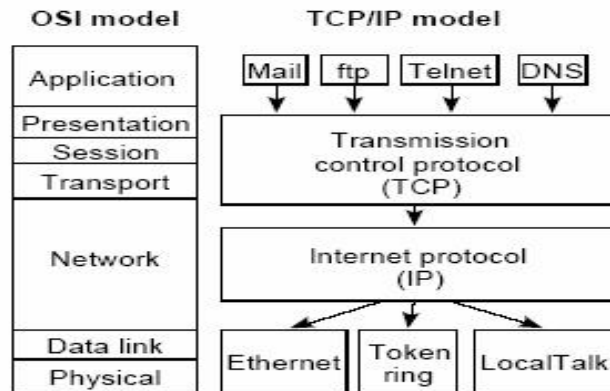 OSI model
Application
Presentation
Session
Transport
Network
Data link
Physical
TCP/IP model
Mail
ftp
Telnet
DNS
Transmission
control protocol
(TCP)
Internet protocol
(IP)
Ethernet
Token
ring
LocalTalk